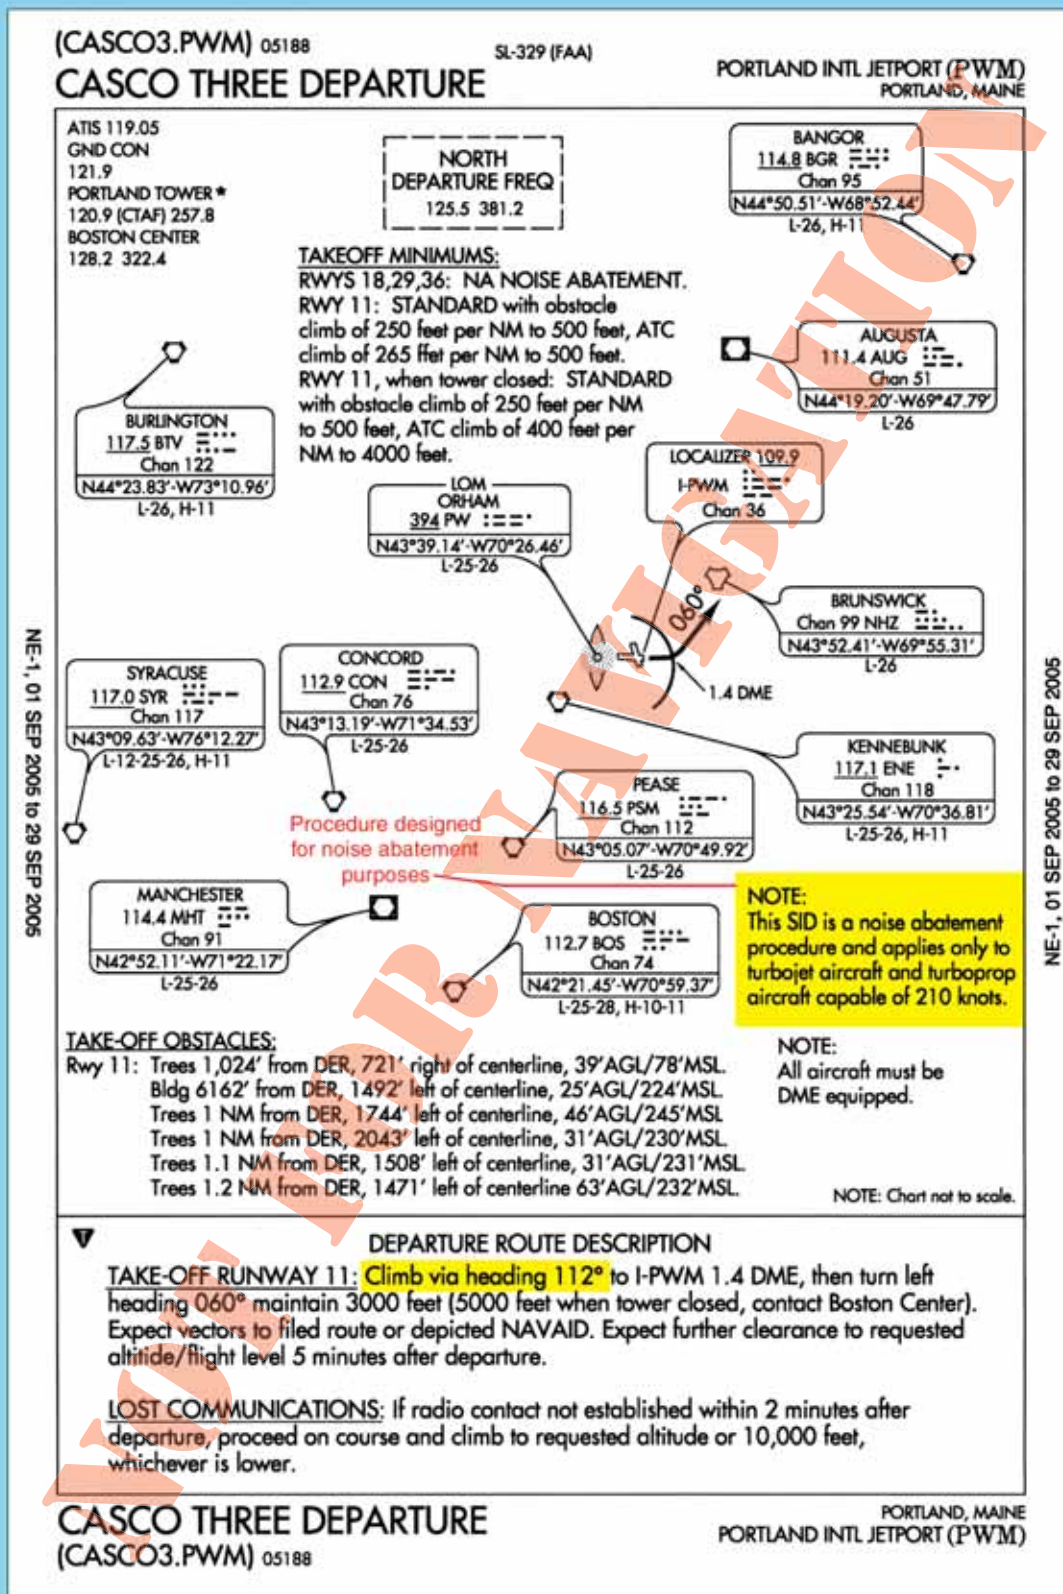 (CASCO3.PWM) 05188
SL-329 (FAA)
CASCO THREE DEPARTURE
PORTLAND INTL JETPORT (PWM)
PORTLAND, MAINE
ATIS 119.05
GND CON
121.9
PORTLAND TOWER★
120.9 (CTAF) 257.8
BOSTON CENTER
128.2 322.4
NORTH
DEPARTURE FREQ
125.5 381.2
BANGOR
114.8 BGR
Chan 95
N44°50.51'-W68°52.44'
L-26, H-11
TAKEOFF MINIMUMS:
RWYS 18,29,36: NA NOISE ABATEMENT.
RWY 11: STANDARD with obstacle
climb of 250 feet per NM to 500 feet, ATC
climb of 265 ffet per NM to 500 feet.
RWY 11, when tower closed: STANDARD
with obstacle climb of 250 feet per NM
to 500 feet, ATC climb of 400 feet per
NM to 4000 feet.
AUGUSTA
111.4 AUG
Chan 51
N44°19.20'-W69°47.79'
L-26
BURLINGTON
117.5 BTV
Chan 122
N44°23.83'-W73°10.96'
L-26, H-11
LOCALIZER 109.9
I-PWM
Chan 36
LOM
ORHAM
394 PW
N43°39.14'-W70°26.46'
L-25-26
060°
BRUNSWICK
Chan 99 NHZ
N43°52.41'-W69°55.31'
L-26
1.4 DME
SYRACUSE
117.0 SYR
Chan 117
N43°09.63'-W76°12.27'
L-12-25-26, H-11
CONCORD
112.9 CON
Chan 76
N43°13.19'-W71°34.53'
L-25-26
KENNEBUNK
117.1 ENE
Chan 118
N43°25.54'-W70°36.81'
L-25-26, H-11
PEASE
116.5 PSM
Chan 112
N43°05.07'-W70°49.92'
L-25-26
Procedure designed
for noise abatement
purposes
MANCHESTER
114.4 MHT
Chan 91
N42°52.11'-W71°22.17'
L-25-26
BOSTON
112.7 BOS
Chan 74
N42°21.45'-W70°59.37'
L-25-28, H-10-11
NOTE:
This SID is a noise abatement
procedure and applies only to
turbojet aircraft and turboprop
aircraft capable of 210 knots.
NOTE:
All aircraft must be
DME equipped.
TAKE-OFF OBSTACLES:
Rwy 11: Trees 1,024' from DER, 721' right of centerline, 39'AGL/78'MSL.
Bldg 6162' from DER, 1492' left of centerline, 25'AGL/224'MSL.
Trees 1 NM from DER, 1744' left of centerline, 46'AGL/245'MSL
Trees 1 NM from DER, 2043' left of centerline, 31'AGL/230'MSL.
Trees 1.1 NM from DER, 1508' left of centerline, 31'AGL/231'MSL.
Trees 1.2 NM from DER, 1471' left of centerline 63'AGL/232'MSL.
NOTE: Chart not to scale.
NE-1, 01 SEP 2005 to 29 SEP 2005
NE-1, 01 SEP 2005 to 29 SEP 2005
T
DEPARTURE ROUTE DESCRIPTION
TAKE-OFF RUNWAY 11: Climb via heading 112° to I-PWM 1.4 DME, then turn left
heading 060° maintain 3000 feet (5000 feet when tower closed, contact Boston Center).
Expect vectors to filed route or depicted NAVAID. Expect further clearance to requested
altitide/flight level 5 minutes after departure.
LOST COMMUNICATIONS: If radio contact not established within 2 minutes after
departure, proceed on course and climb to requested altitude or 10,000 feet,
whichever is lower.
CASCO THREE DEPARTURE
(CASCO3.PWM) 05188
PORTLAND, MAINE
PORTLAND INTL JETPORT (PWM)
NOT FOR NAVIGATION